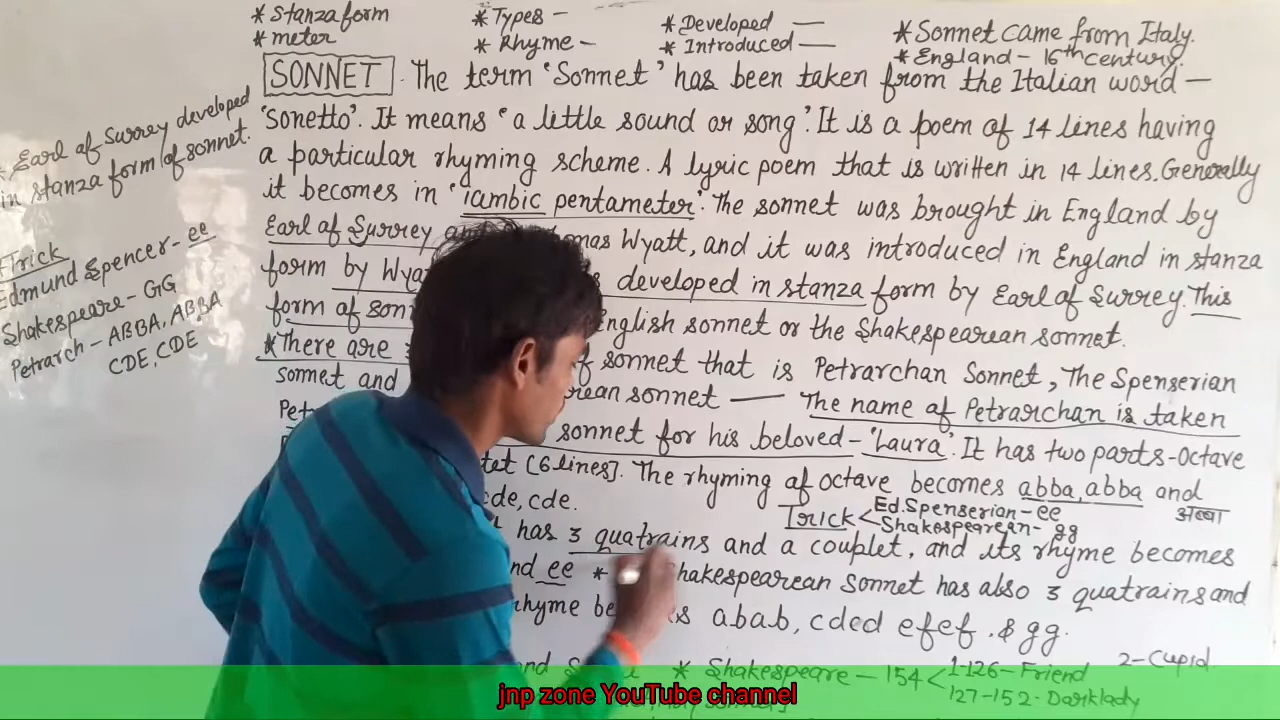 * Stanza form
* meter
* Types –
* Rhyme –
* Developed —
* Introduced —
* Sonnet came from Italy.
* England – 16th century.
SONNET. The term 'Sonnet' has been taken from the Italian word –
'Sonetto'. It means 'a little sound or song'. It is a poem of 14 lines having
a particular rhyming scheme. A lyric poem that is written in 14 lines. Generally
it becomes in 'iambic pentameter'. The sonnet was brought in England by
Earl of Surrey Wyatt, and it was introduced in England in stanza
form by developed in stanza form by Earl of Surrey. This
form of English sonnet or the Shakespearean sonnet.
* There are sonnet that is Petrarchan Sonnet, The Spenserian
sonnet and sonnet — The name of Petrarchan is taken
sonnet for his beloved – 'Laura'. It has two parts – Octave
[6 lines]. The rhyming of octave becomes abba, abba and
cde, cde.
अब्बा
Trick < Ed. Spenserian – ee
Shakespearean – gg
has 3 quatrains and a couplet, and its rhyme becomes
ee * Shakespearean Sonnet has also 3 quatrains and
rhyme abab, cded efef. & gg.
* Shakespeare – 154 < 1-126 – Friend
127-152 - Darklady
2 – Cupid
Earl of Surrey developed
in stanza form of sonnet.
Trick
Edmund Spencer – ee
Shakespeare – GG
Petrarch – ABBA, ABBA
CDE, CDE
jnp zone YouTube channel